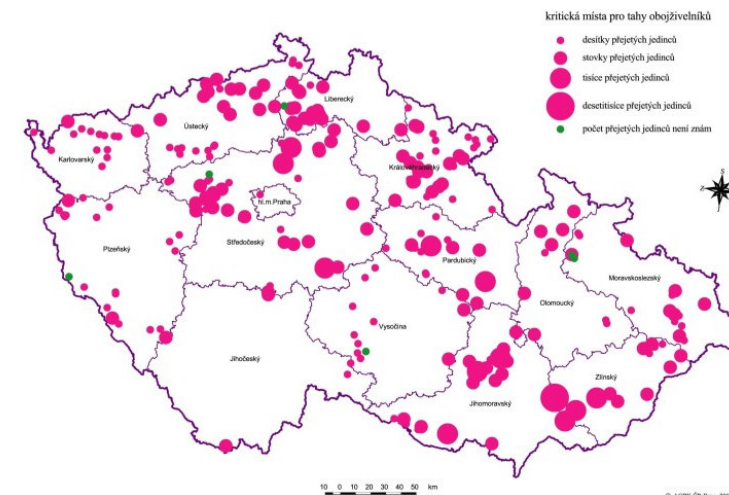 kritická místa pro tahy obojživelníků
desítky přejetých jedinců
stovky přejetých jedinců
tisíce přejetých jedinců
desetitisíce přejetých jedinců
počet přejetých jedinců není znám
Liberecký
Ústecký
Karlovarský
Královéhradecký
hl.m.Praha
Středočeský
Plzeňský
Pardubický
Moravskoslezský
Olomoucký
Vysočina
Jihočeský
Zlínský
Jihomoravský
10 0 10 20 30 40 50 km